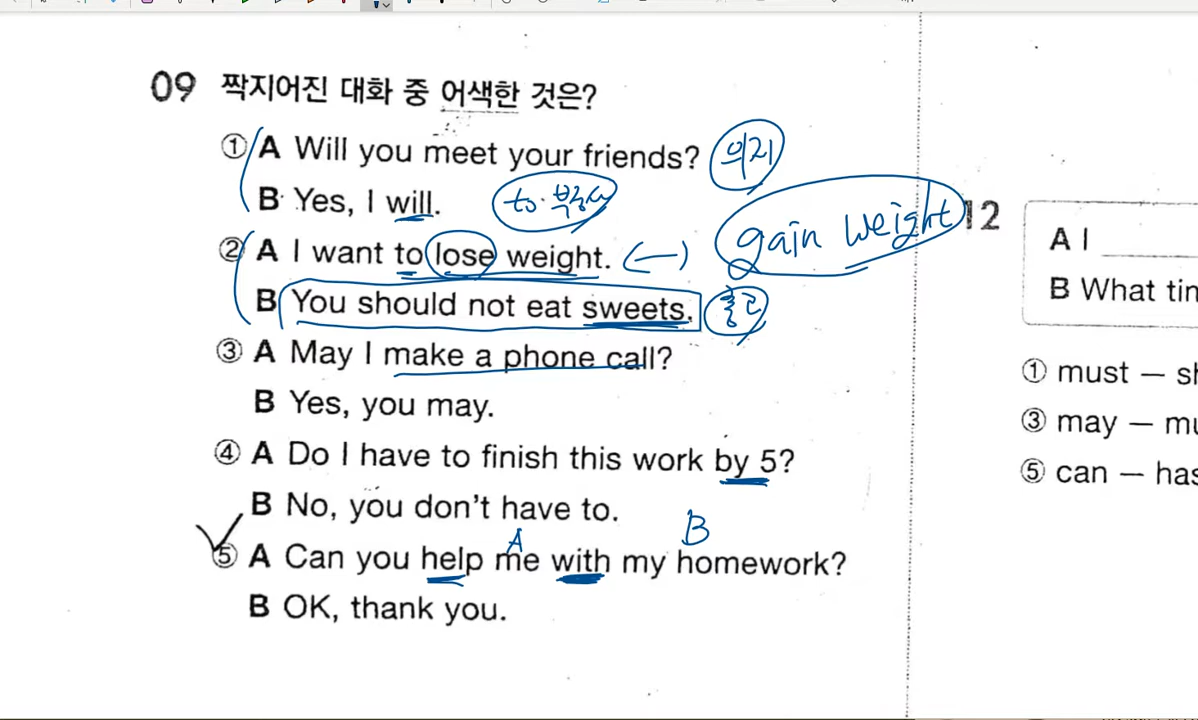 09 짝지어진 대화 중 어색한 것은?
① A Will you meet your friends? 의지
B Yes, I will. to부정사
② A I want to lose weight. (↔) gain weight
B You should not eat sweets. 충고
③ A May I make a phone call?
B Yes, you may.
④ A Do I have to finish this work by 5?
B No, you don't have to.
A B
⑤ A Can you help me with my homework?
B OK, thank you.
12
A I
B What tim
① must – sh
③ may – mu
⑤ can – has